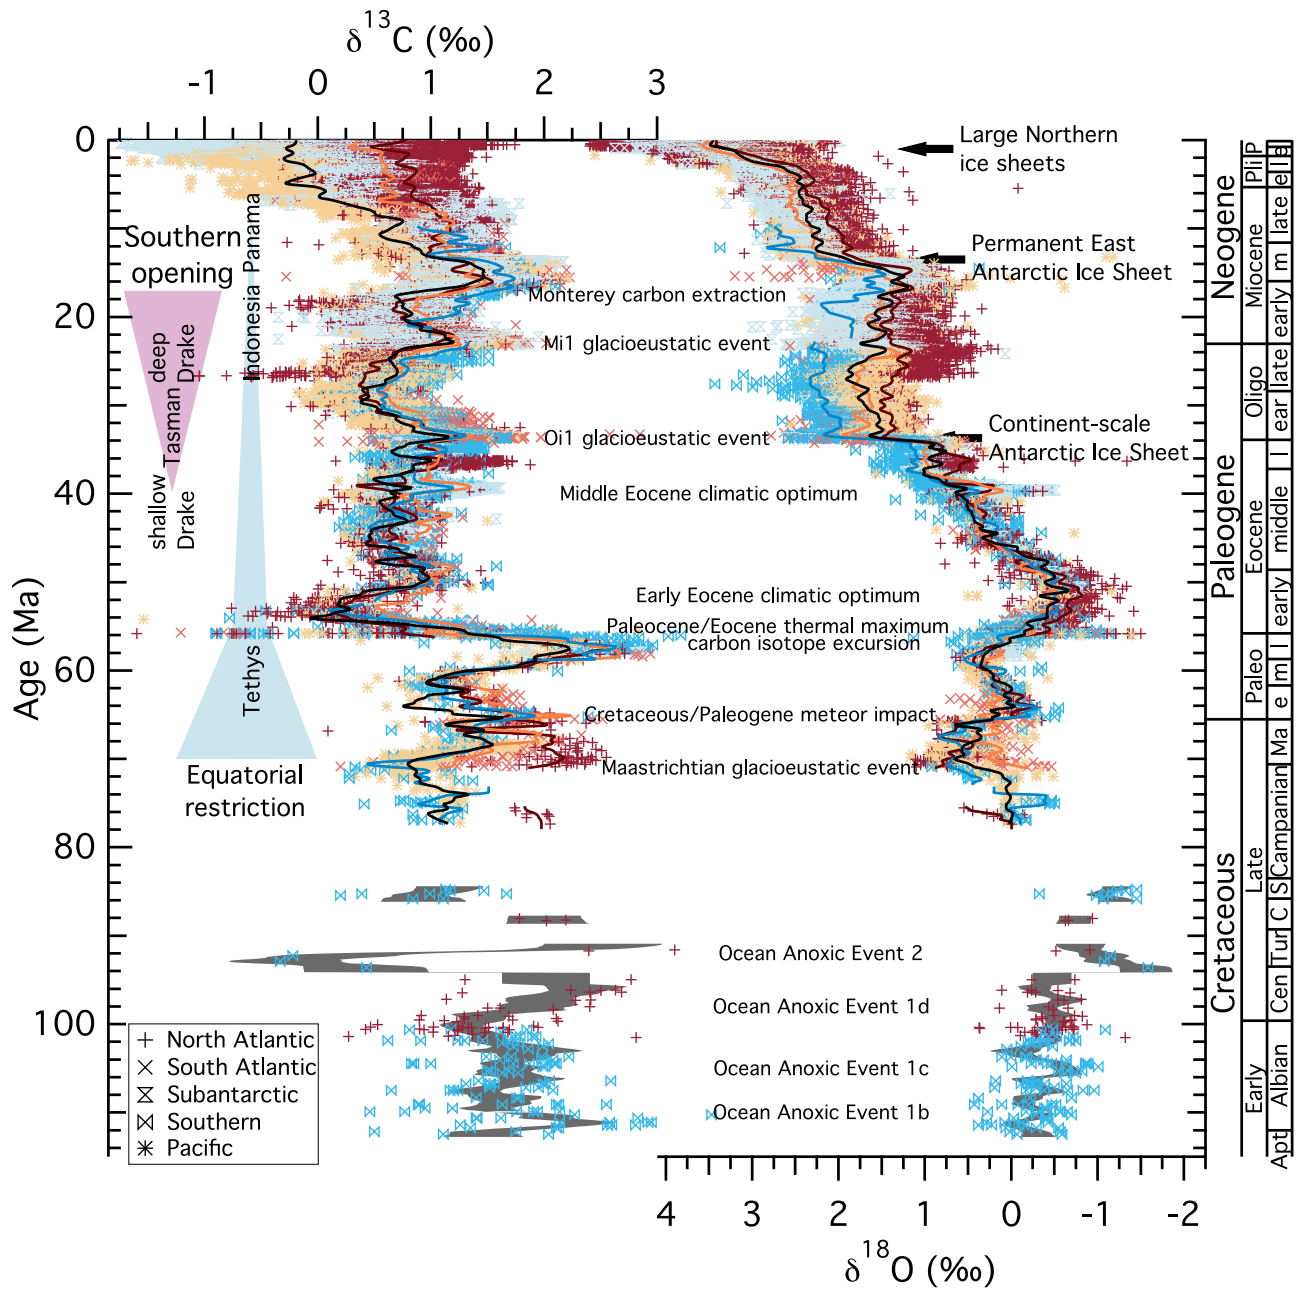 δ13C (‰)
-1 0 1 2 3
0
20
40
60
80
100
Age (Ma)
Southern
opening
deep
Drake
Tasman
shallow
Drake
Panama
Indonesia
Tethys
Equatorial
restriction
Large Northern
ice sheets
Permanent East
Antarctic Ice Sheet
Monterey carbon extraction
Mi1 glacioeustatic event
Continent-scale
Antarctic Ice Sheet
Oi1 glacioeustatic event
Middle Eocene climatic optimum
Early Eocene climatic optimum
Paleocene/Eocene thermal maximum
carbon isotope excursion
Cretaceous/Paleogene meteor impact
Maastrichtian glacioeustatic event
Ocean Anoxic Event 2
Ocean Anoxic Event 1d
Ocean Anoxic Event 1c
Ocean Anoxic Event 1b
North Atlantic
South Atlantic
Subantarctic
Southern
Pacific
4 3 2 1 0 -1 -2
δ18O (‰)
Neogene
Paleogene
Cretaceous
Pli P
Miocene
Oligo
Eocene
Paleo
Late
Early
e l
late
m
early
late
ear
l
middle
early
l
m
e
Ma
Campanian
S
C
Tur
Cen
Albian
Apt